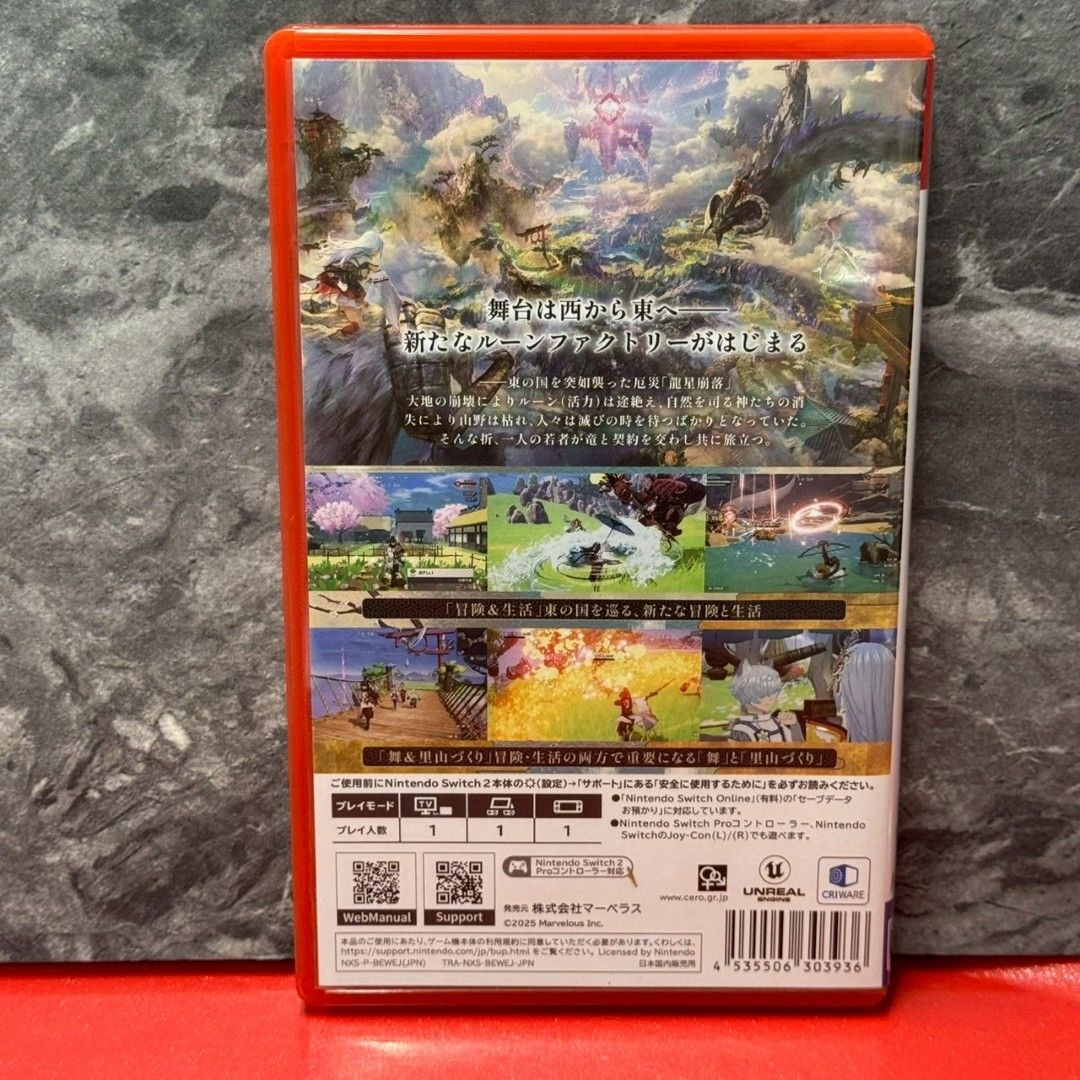 舞台は西から東へ――
新たなルーンファクトリーがはじまる
――東の国を突如襲った厄災「龍星崩落」
大地の崩壊によりルーン(活力)は途絶え、自然を司る神たちの消
失により山野は枯れ、人々は滅びの時を待つばかりとなっていた。
そんな折、一人の若者が竜と契約を交わし共に旅立つ。
「冒険&生活」東の国を巡る、新たな冒険と生活
「舞&里山づくり」冒険・生活の両方で重要になる「舞」と「里山づくり」
ご使用前にNintendo Switch 2本体の(設定)→「サポート」にある「安全に使用するために」を必ずお読みください。
プレイモード TV
プレイ人数 1 1 1
●「Nintendo Switch Online」(有料)の「セーブデータ
お預かり」に対応しています。
●Nintendo Switch Proコントローラー、Nintendo
SwitchのJoy-Con(L)/(R)でも遊べます。
WebManual
Support
Nintendo Switch 2
Proコントローラー対応
発売元 株式会社マーベラス
©2025 Marvelous Inc.
www.cero.gr.jp
UNREAL
ENGINE
CRIWARE
本品のご使用にあたり、ゲーム機本体の利用規約に同意していただく必要があります。くわしくは、
https://support.nintendo.com/jp/bup.html をご覧ください。 Licensed by Nintendo
NXS-P-BEWEJ(JPN) TRA-NXS-BEWEJ-JPN 日本国内販売用
4 535506 303936